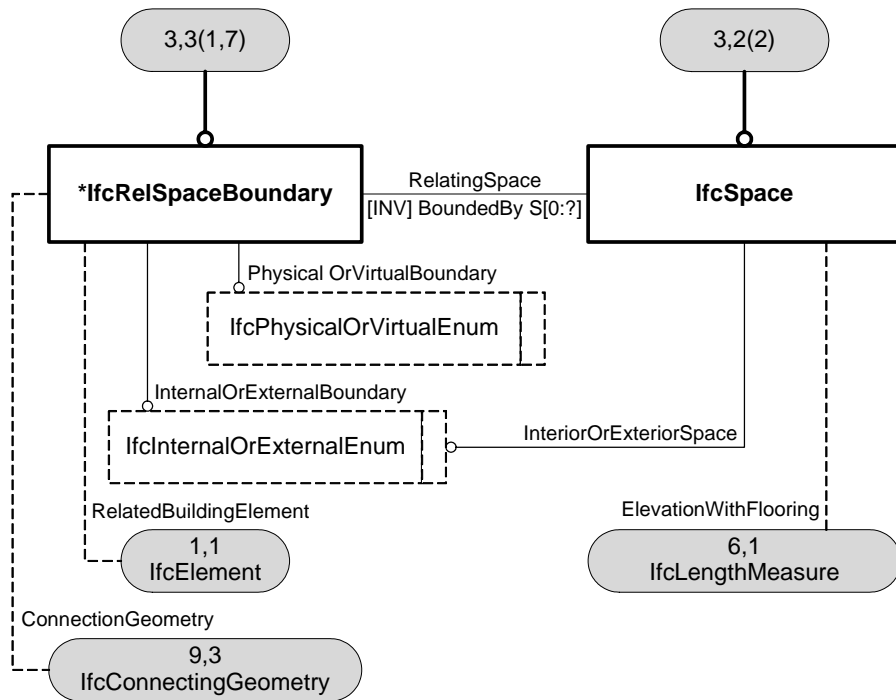 3,3(1,7)
3,2(2)
*IfcRelSpaceBoundary
RelatingSpace
[INV] BoundedBy S[0:?]
IfcSpace
Physical OrVirtualBoundary
IfcPhysicalOrVirtualEnum
InternalOrExternalBoundary
IfcInternalOrExternalEnum
InteriorOrExteriorSpace
RelatedBuildingElement
1,1
IfcElement
ElevationWithFlooring
6,1
IfcLengthMeasure
ConnectionGeometry
9,3
IfcConnectingGeometry